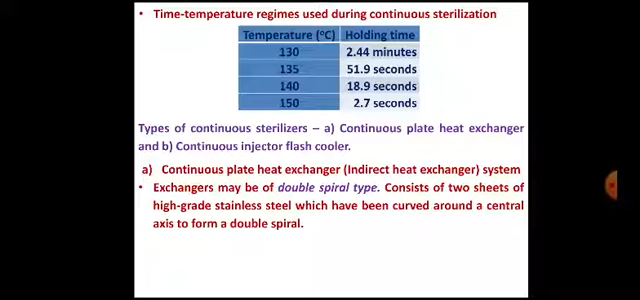 • Time-temperature regimes used during continuous sterilization
Temperature (°C) Holding time
130 2.44 minutes
135 51.9 seconds
140 18.9 seconds
150 2.7 seconds
Types of continuous sterilizers – a) Continuous plate heat exchanger
and b) Continuous injector flash cooler.
a) Continuous plate heat exchanger (Indirect heat exchanger) system
• Exchangers may be of double spiral type. Consists of two sheets of
high-grade stainless steel which have been curved around a central
axis to form a double spiral.